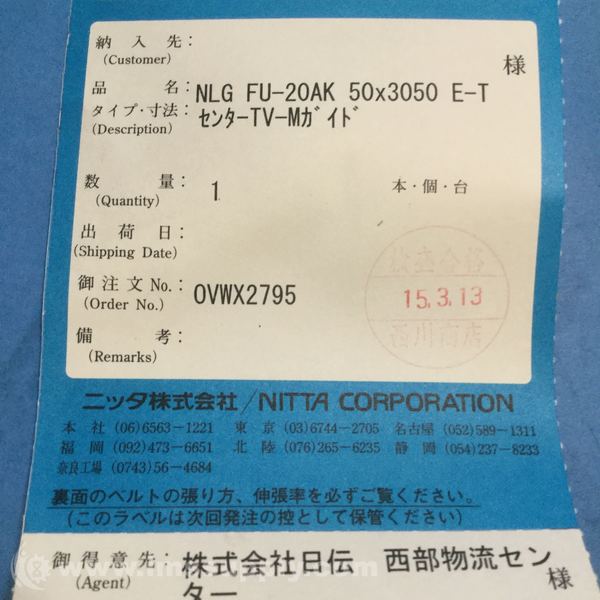 納入先:
(Customer)
様
品名:
タイプ・寸法:
(Description)
NLG FU-20AK 50x3050 E-T
ｾﾝﾀｰTV-Mｶﾞｲﾄﾞ
数量:
(Quantity)
1
本・個・台
出荷日:
(Shipping Date)
御注文No.:
(Order No.)
OVWX2795
検査合格
15.3.13
西川商店
備考:
(Remarks)
ニッタ株式会社/NITTA CORPORATION
本社 (06)6563-1221 東京 (03)6744-2705 名古屋 (052)589-1311
福岡 (092)473-6651 北陸 (076)265-6235 静岡 (054)237-8233
奈良工場 (0743)56-4684
裏面のベルトの張り方、伸張率を必ずご覧ください。
(このラベルは次回発注の控として保管ください)
御得意先:
(Agent)
株式会社日伝 西部物流セン
ター
様